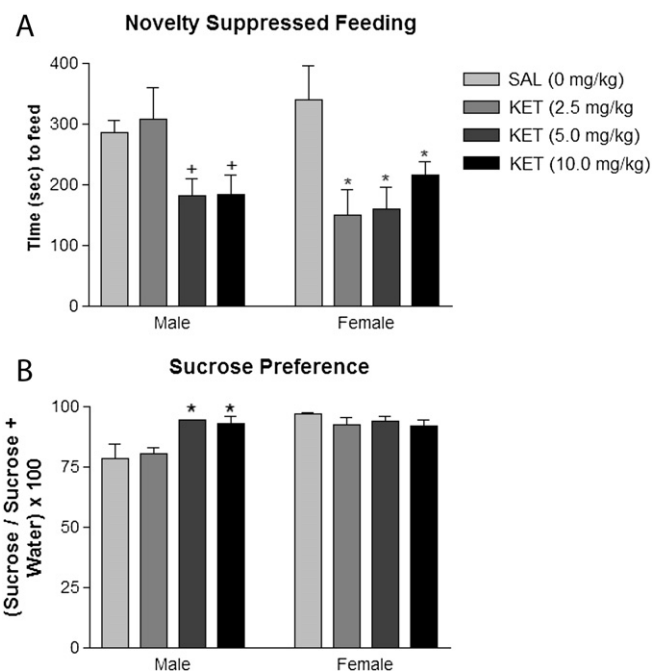 A
Novelty Suppressed Feeding
Time (sec) to feed
400
300
200
100
0
+
+
*
*
*
Male
Female
SAL (0 mg/kg)
KET (2.5 mg/kg
KET (5.0 mg/kg)
KET (10.0 mg/kg)
B
Sucrose Preference
(Sucrose / Sucrose +
Water) x 100
100
75
50
25
0
*
*
Male
Female